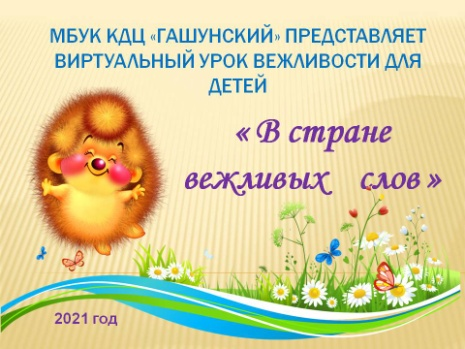 МБУК КДЦ «ГАШУНСКИЙ» ПРЕДСТАВЛЯЕТ
ВИРТУАЛЬНЫЙ УРОК ВЕЖЛИВОСТИ ДЛЯ
ДЕТЕЙ
« В стране
вежливых слов »
2021 год